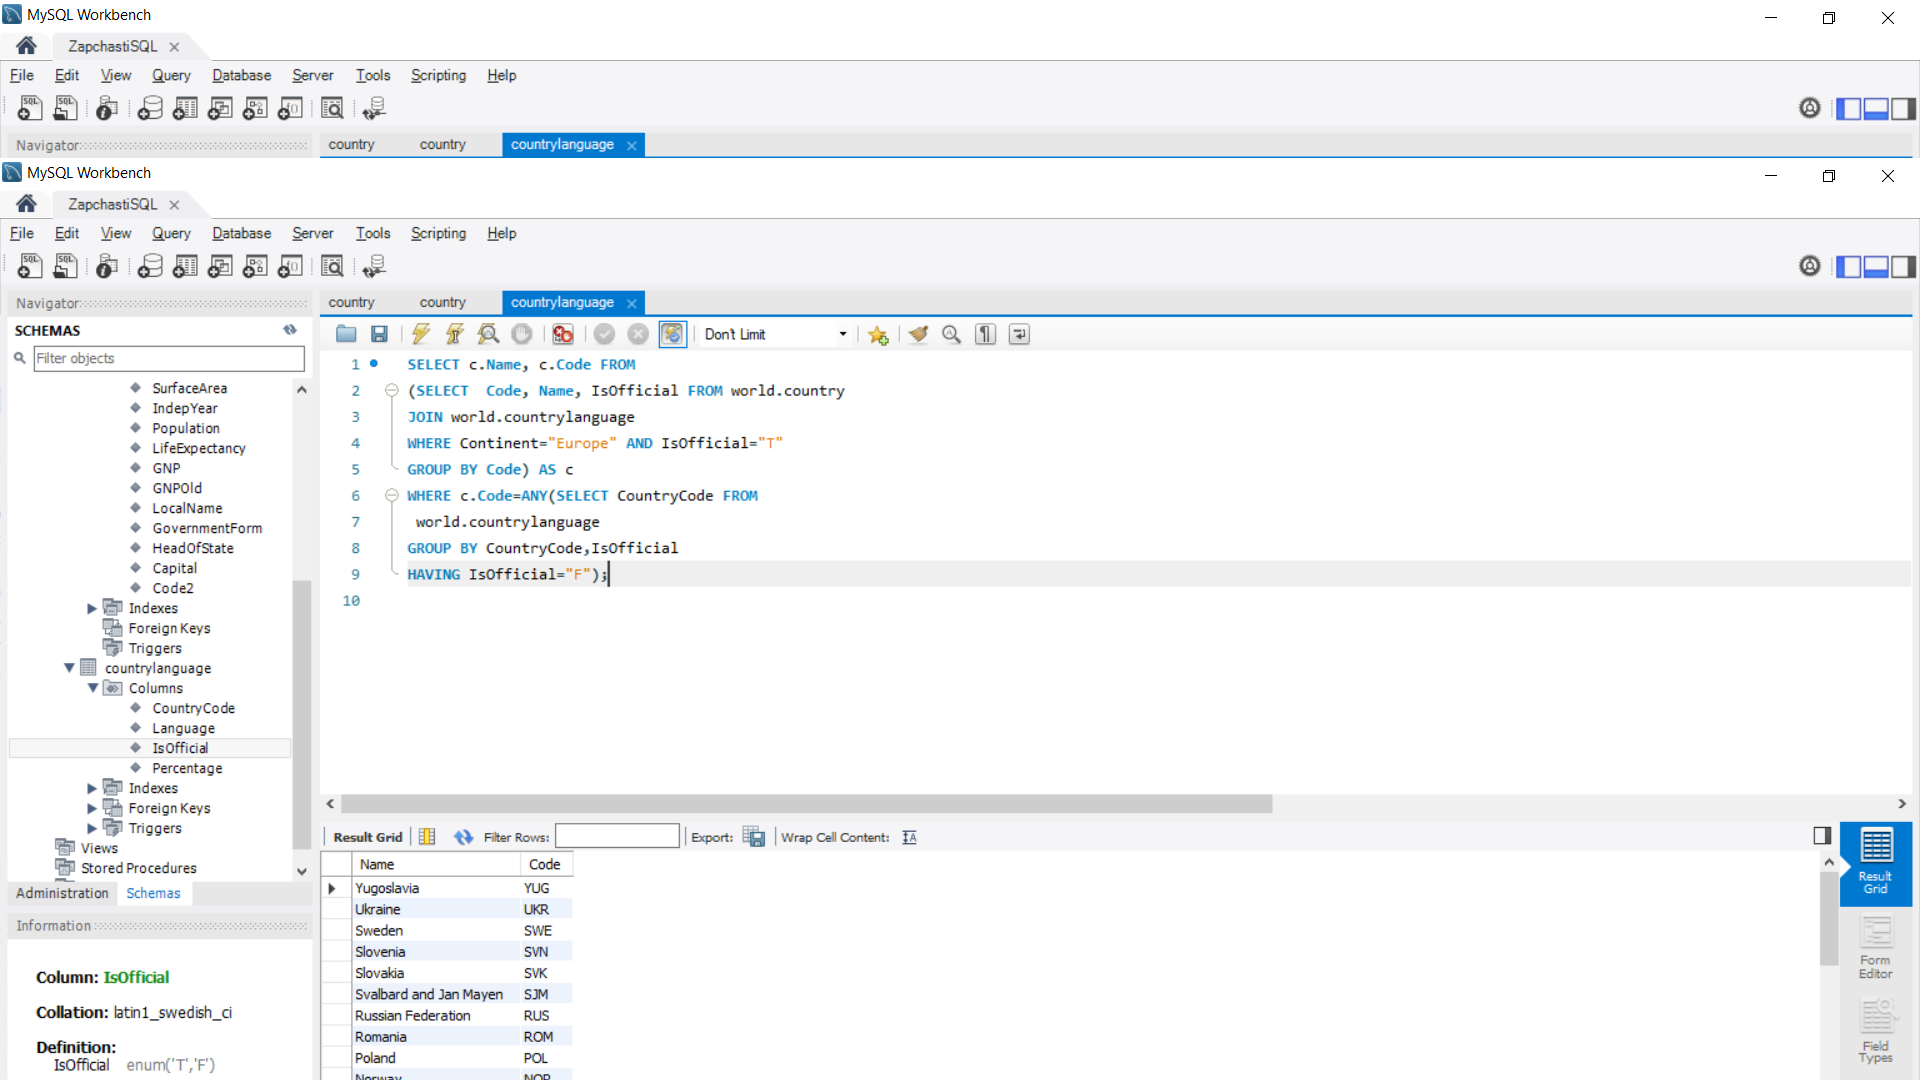 MySQL Workbench
ZapchastiSQL
File Edit View Query Database Server Tools Scripting Help
Navigator
country country countrylanguage
MySQL Workbench
ZapchastiSQL
File Edit View Query Database Server Tools Scripting Help
Navigator
country country countrylanguage
SCHEMAS
Don't Limit
Filter objects
SurfaceArea
IndepYear
Population
LifeExpectancy
GNP
GNPOld
LocalName
GovernmentForm
HeadOfState
Capital
Code2
Indexes
Foreign Keys
Triggers
countrylanguage
Columns
CountryCode
Language
IsOfficial
Percentage
Indexes
Foreign Keys
Triggers
Views
Stored Procedures
Administration Schemas
Information
Column: IsOfficial
Collation: latin1_swedish_ci
Definition:
IsOfficial enum('T','F')
1 SELECT c.Name, c.Code FROM
2 (SELECT  Code, Name, IsOfficial FROM world.country
3 JOIN world.countrylanguage
4 WHERE Continent="Europe" AND IsOfficial="T"
5 GROUP BY Code) AS c
6 WHERE c.Code=ANY(SELECT CountryCode FROM
7 world.countrylanguage
8 GROUP BY CountryCode,IsOfficial
9 HAVING IsOfficial="F");
10
Result Grid Filter Rows: Export: Wrap Cell Content:
Name Code
Yugoslavia YUG
Ukraine UKR
Sweden SWE
Slovenia SVN
Slovakia SVK
Svalbard and Jan Mayen SJM
Russian Federation RUS
Romania ROM
Poland POL
Norway NOR
Result Grid
Form Editor
Field Types